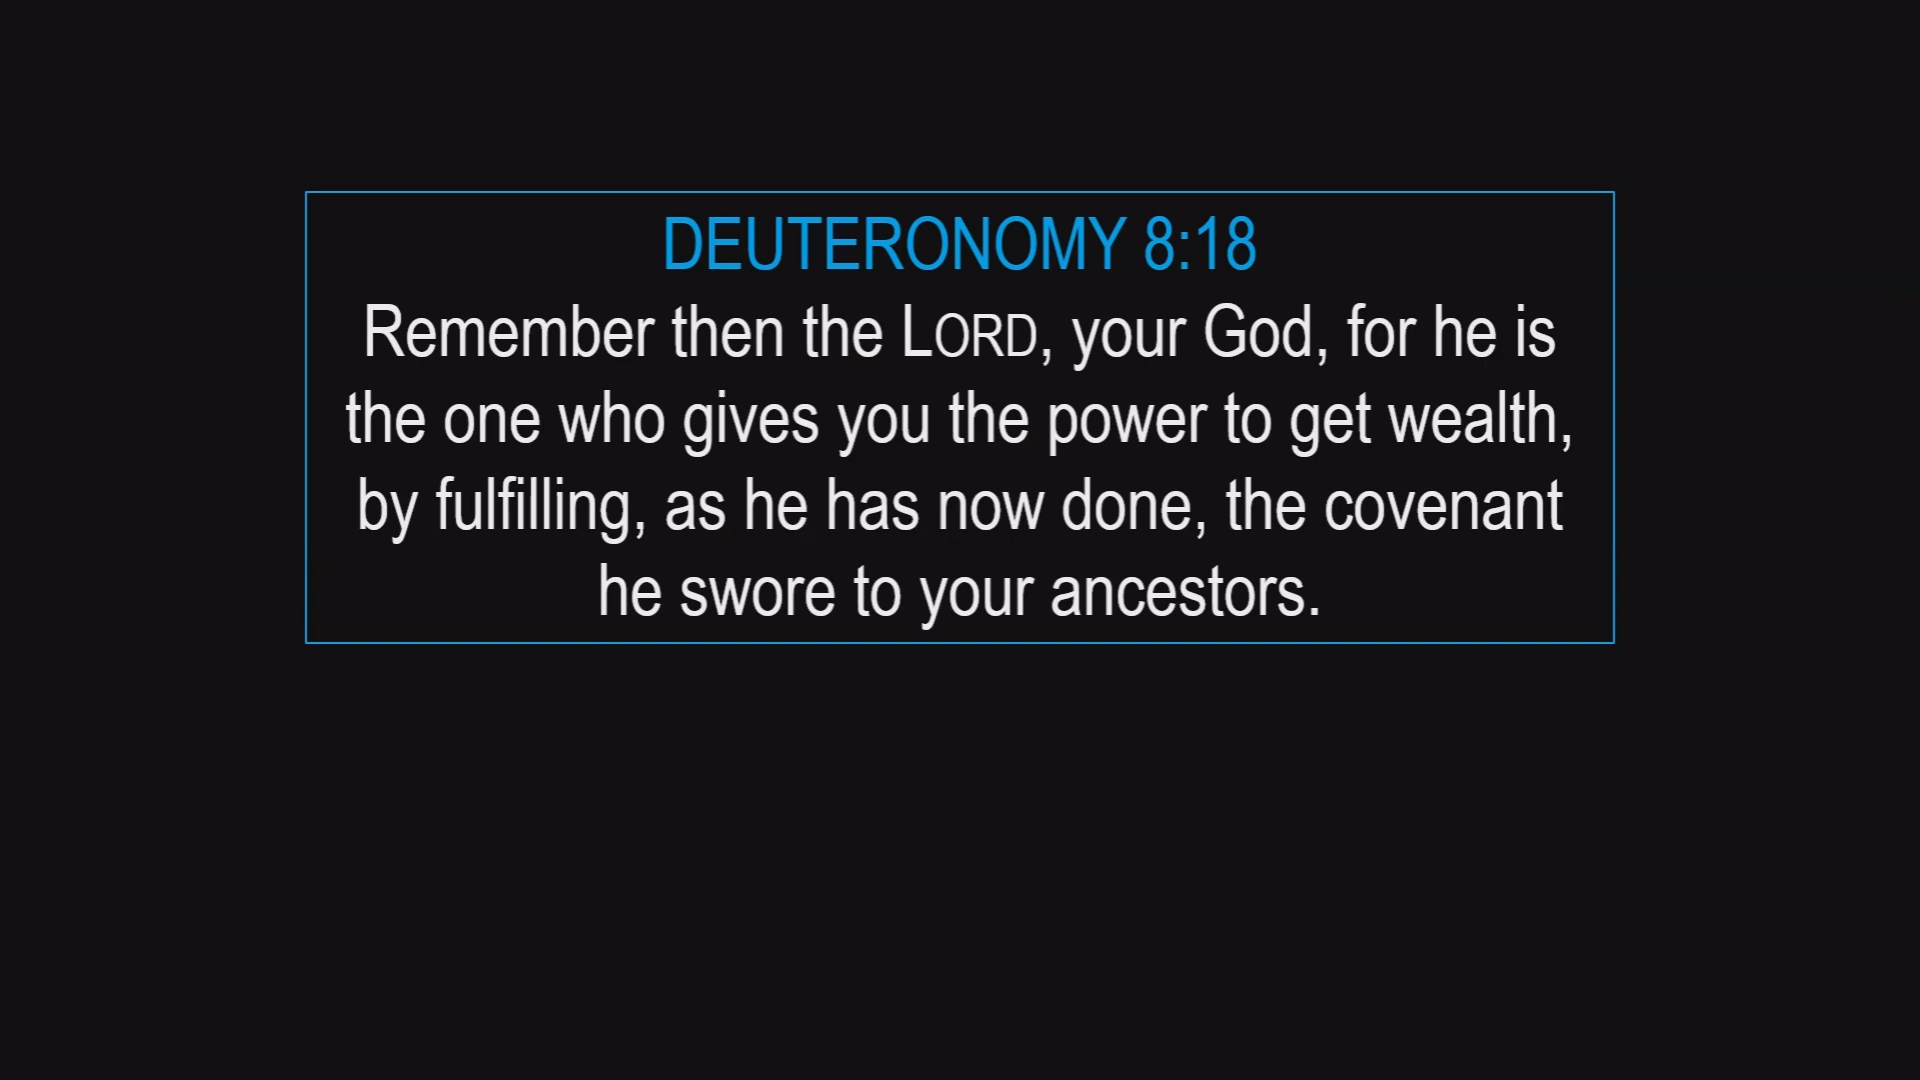 DEUTERONOMY 8:18
Remember then the LORD, your God, for he is
the one who gives you the power to get wealth,
by fulfilling, as he has now done, the covenant
he swore to your ancestors.